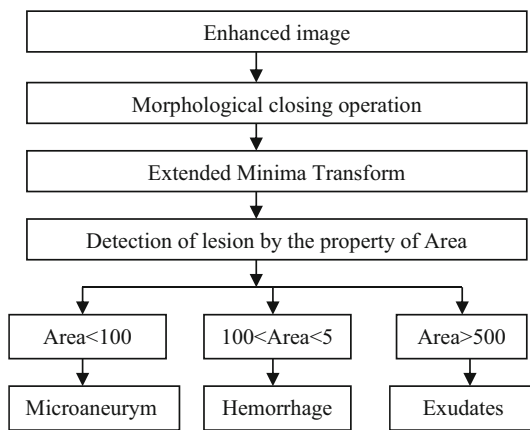 Enhanced image
Morphological closing operation
Extended Minima Transform
Detection of lesion by the property of Area
Area<100
100<Area<5
Area>500
Microaneurym
Hemorrhage
Exudates